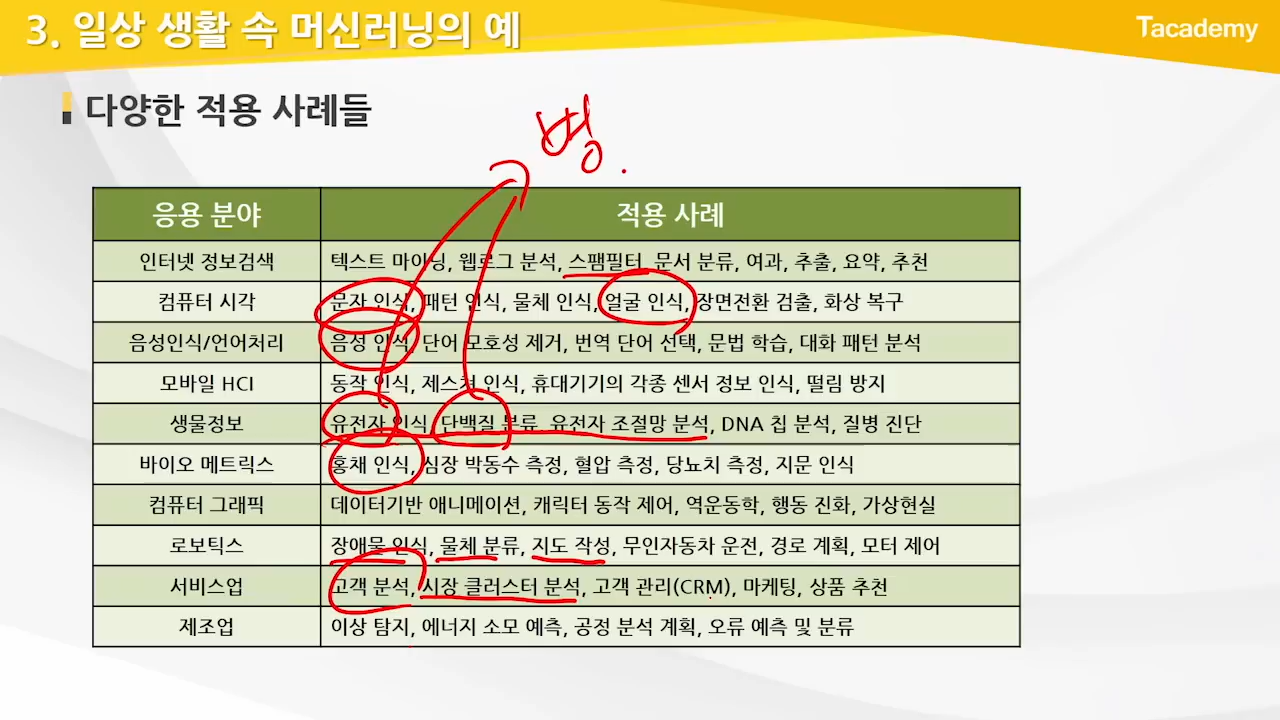 3. 일상 생활 속 머신러닝의 예
Tacademy
다양한 적용 사례들
병.
응용 분야 적용 사례
인터넷 정보검색 텍스트 마이닝, 웹로그 분석, 스팸필터, 문서 분류, 여과, 추출, 요약, 추천
컴퓨터 시각 문자 인식, 패턴 인식, 물체 인식, 얼굴 인식, 장면전환 검출, 화상 복구
음성인식/언어처리 음성 인식, 단어 모호성 제거, 번역 단어 선택, 문법 학습, 대화 패턴 분석
모바일 HCI 동작 인식, 제스처 인식, 휴대기기의 각종 센서 정보 인식, 떨림 방지
생물정보 유전자 인식, 단백질 분류, 유전자 조절망 분석, DNA 칩 분석, 질병 진단
바이오 메트릭스 홍채 인식, 심장 박동수 측정, 혈압 측정, 당뇨치 측정, 지문 인식
컴퓨터 그래픽 데이터기반 애니메이션, 캐릭터 동작 제어, 역운동학, 행동 진화, 가상현실
로보틱스 장애물 인식, 물체 분류, 지도 작성, 무인자동차 운전, 경로 계획, 모터 제어
서비스업 고객 분석, 시장 클러스터 분석, 고객 관리(CRM), 마케팅, 상품 추천
제조업 이상 탐지, 에너지 소모 예측, 공정 분석 계획, 오류 예측 및 분류